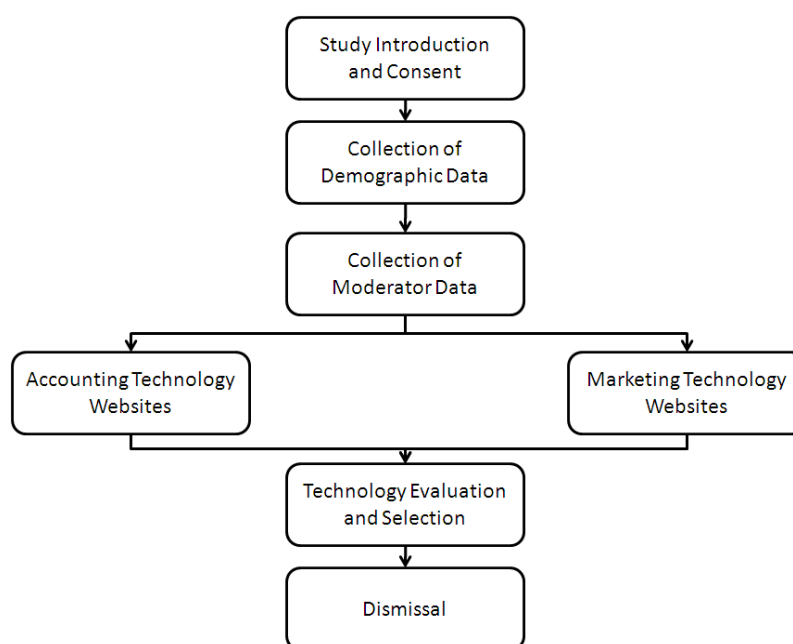 Study Introduction
and Consent
Collection of
Demographic Data
Collection of
Moderator Data
Accounting Technology
Websites
Marketing Technology
Websites
Technology Evaluation
and Selection
Dismissal